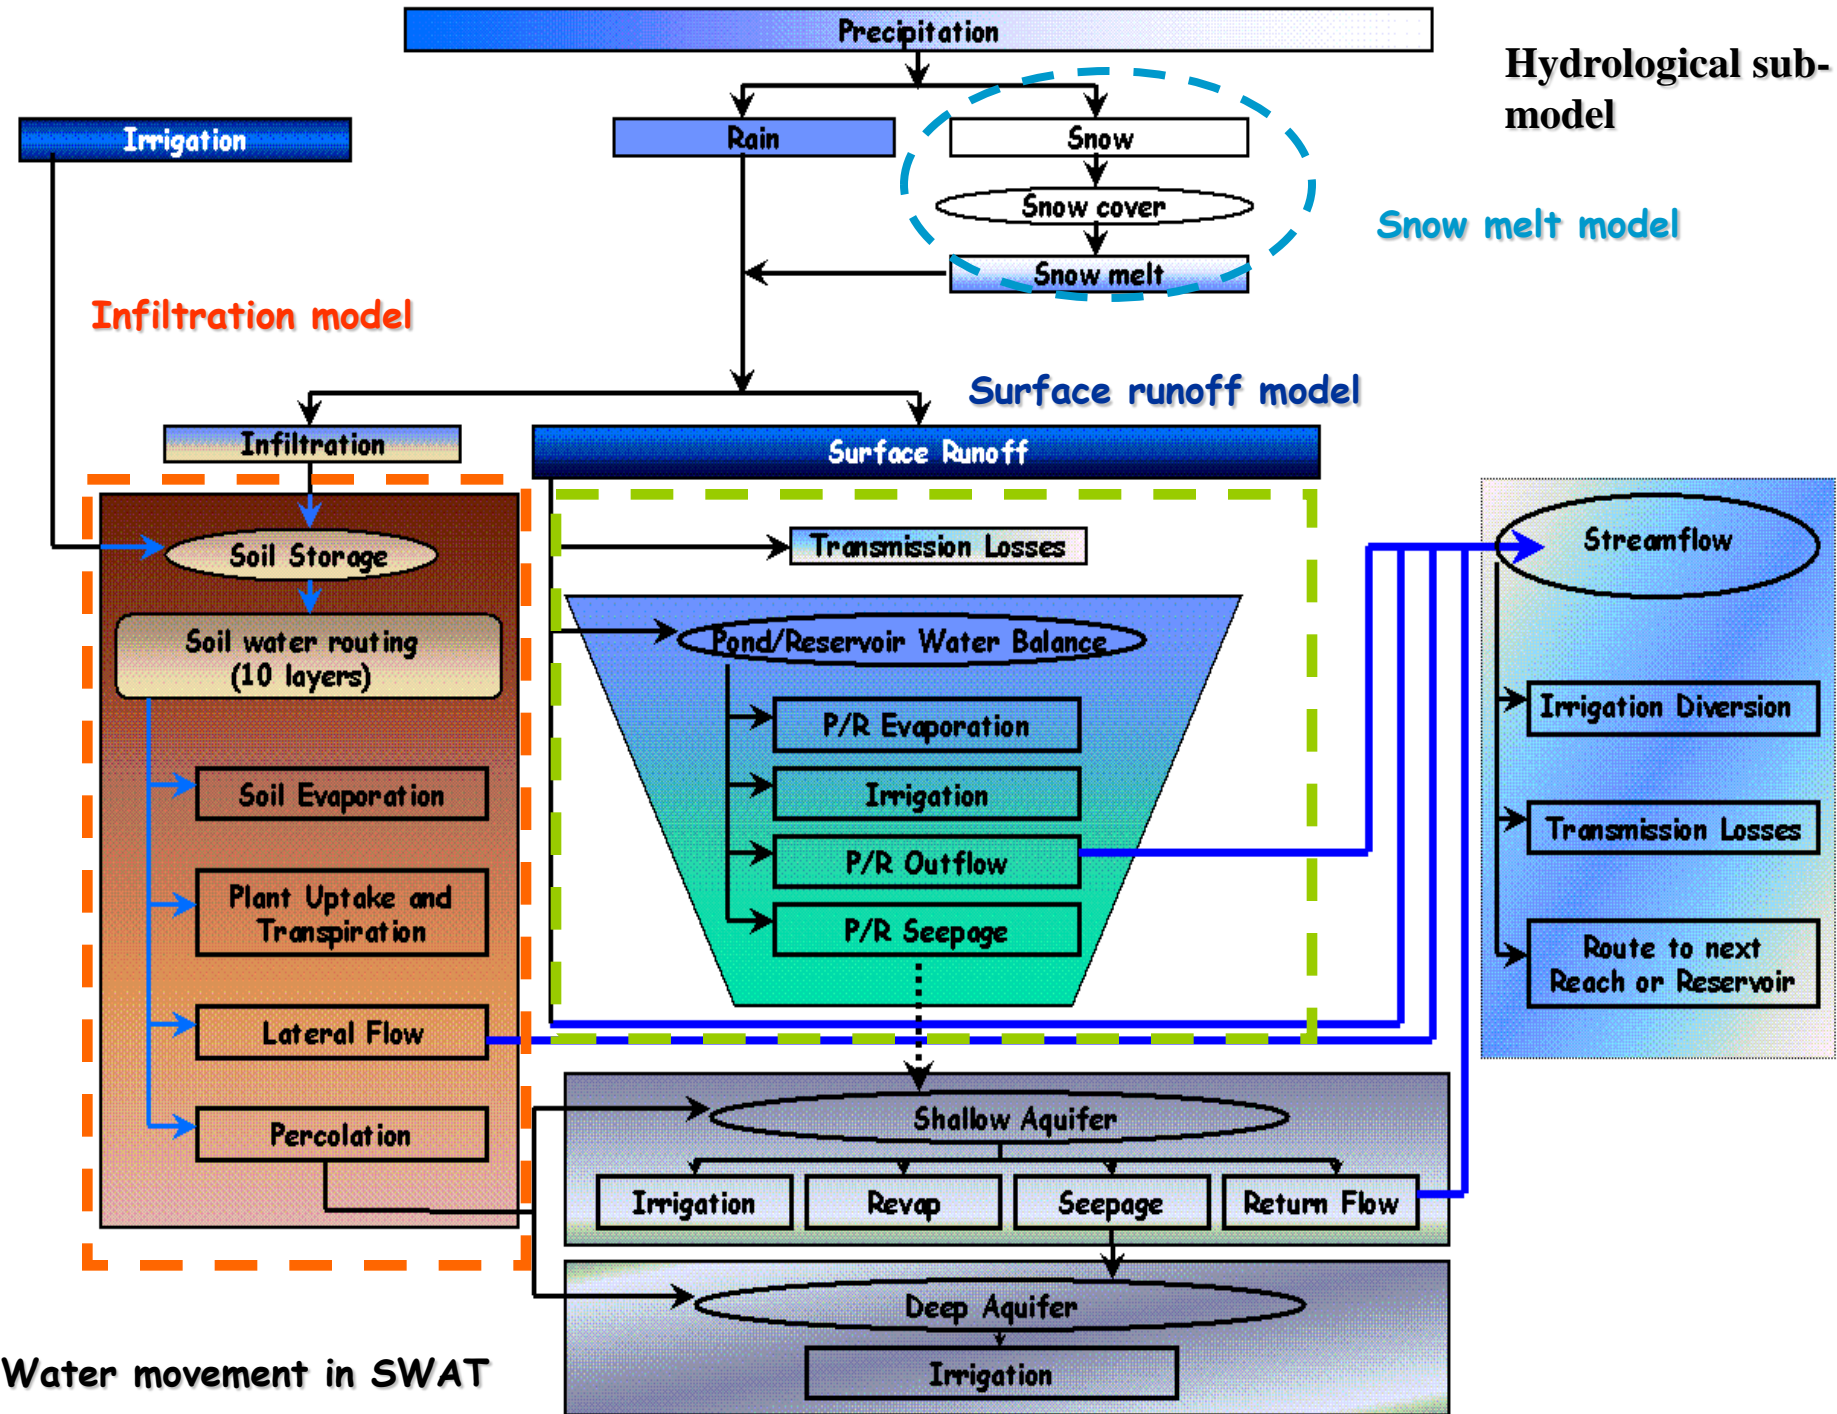 Precipitation
Hydrological sub-
model
Irrigation
Rain
Snow
Snow cover
Snow melt model
Snow melt
Infiltration model
Surface runoff model
Infiltration
Surface Runoff
Soil Storage
Transmission Losses
Streamflow
Soil water routing
(10 layers)
Pond/Reservoir Water Balance
P/R Evaporation
Irrigation Diversion
Soil Evaporation
Irrigation
Transmission Losses
P/R Outflow
Plant Uptake and
Transpiration
P/R Seepage
Route to next
Reach or Reservoir
Lateral Flow
Percolation
Shallow Aquifer
Irrigation
Revap
Seepage
Return Flow
Deep Aquifer
Irrigation
Water movement in SWAT